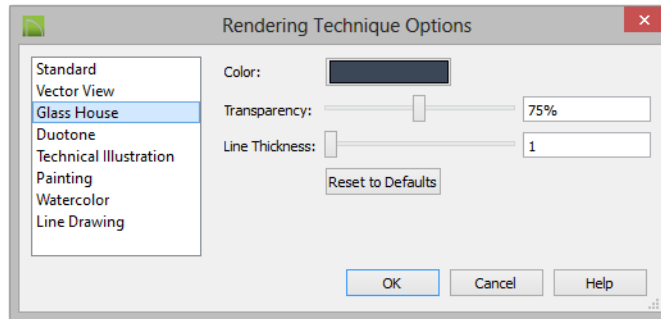 Rendering Technique Options
Standard
Vector View
Glass House
Duotone
Technical Illustration
Painting
Watercolor
Line Drawing
Color:
Transparency:
75%
Line Thickness:
1
Reset to Defaults
OK
Cancel
Help